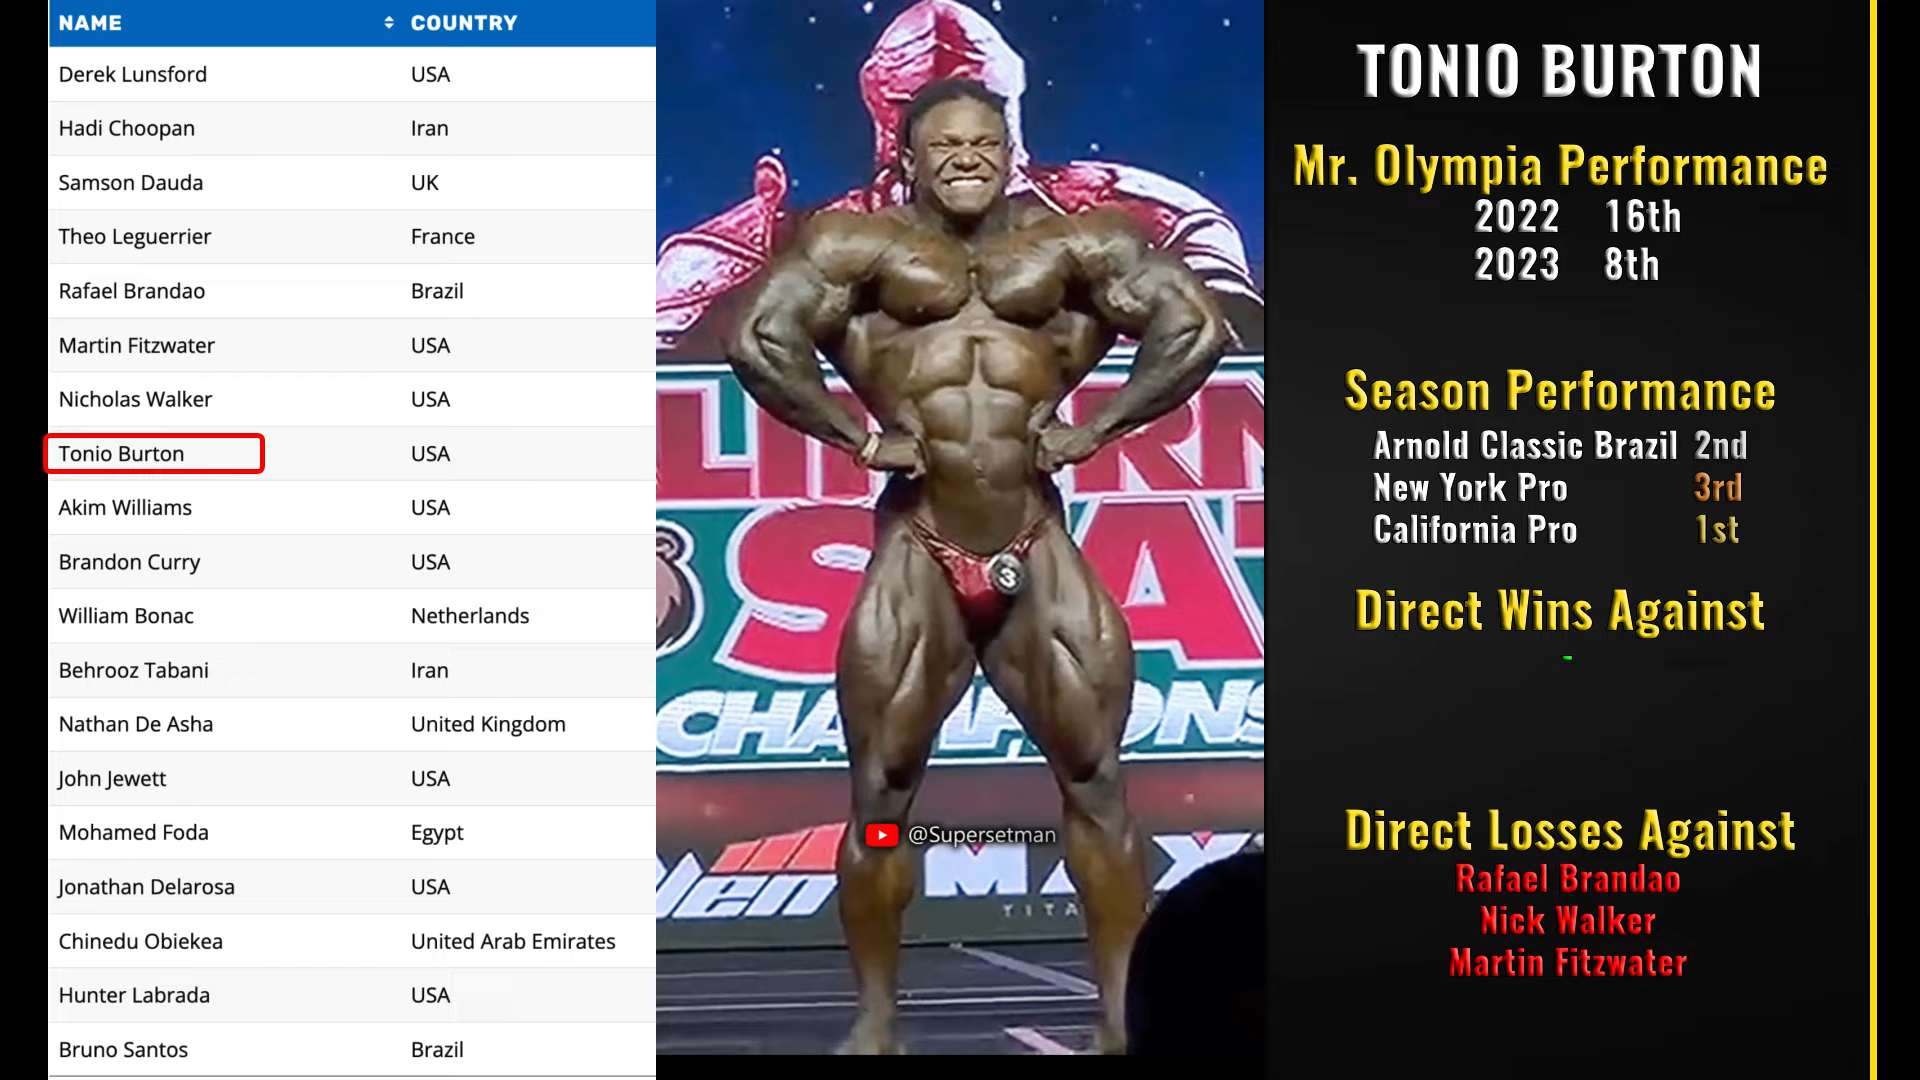 NAME COUNTRY
Derek Lunsford USA
Hadi Choopan Iran
Samson Dauda UK
Theo Leguerrier France
Rafael Brandao Brazil
Martin Fitzwater USA
Nicholas Walker USA
Tonio Burton USA
Akim Williams USA
Brandon Curry USA
William Bonac Netherlands
Behrooz Tabani Iran
Nathan De Asha United Kingdom
John Jewett USA
Mohamed Foda Egypt
Jonathan Delarosa USA
Chinedu Obiekea United Arab Emirates
Hunter Labrada USA
Bruno Santos Brazil
3
@Supersetman
TITA
TONIO BURTON
Mr. Olympia Performance
2022 16th
2023 8th
Season Performance
Arnold Classic Brazil 2nd
New York Pro 3rd
California Pro 1st
Direct Wins Against
-
Direct Losses Against
Rafael Brandao
Nick Walker
Martin Fitzwater